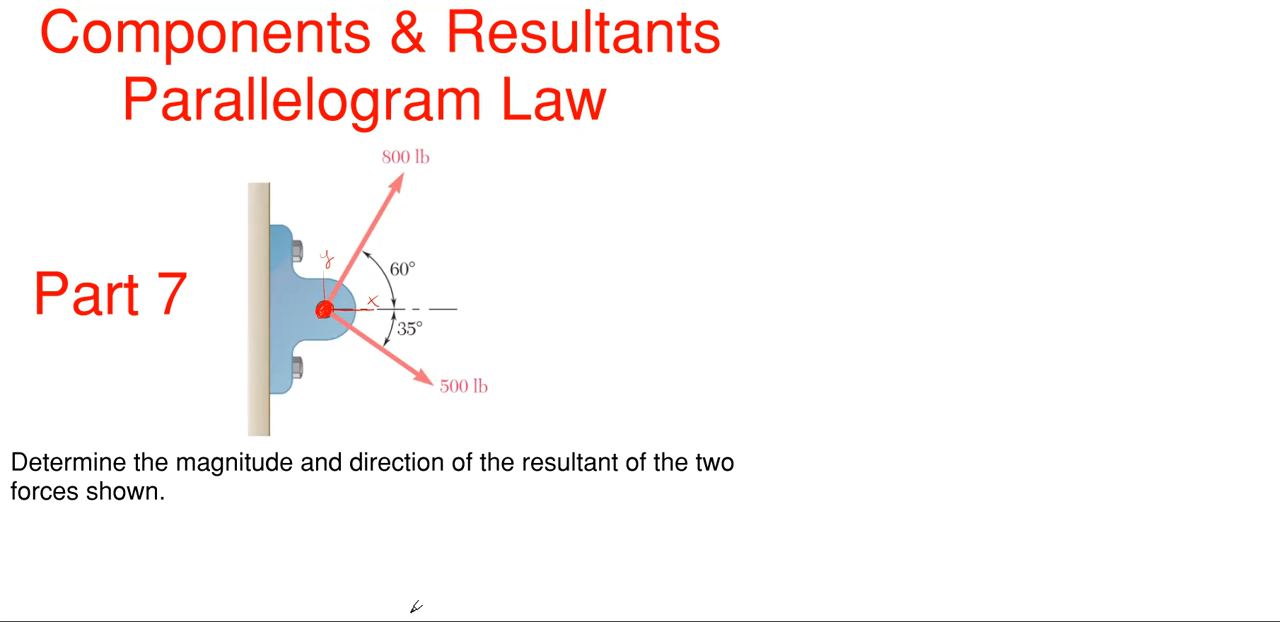 Components & Resultants
Parallelogram Law
800 lb
y
60°
Part 7
x
35°
500 lb
Determine the magnitude and direction of the resultant of the two
forces shown.